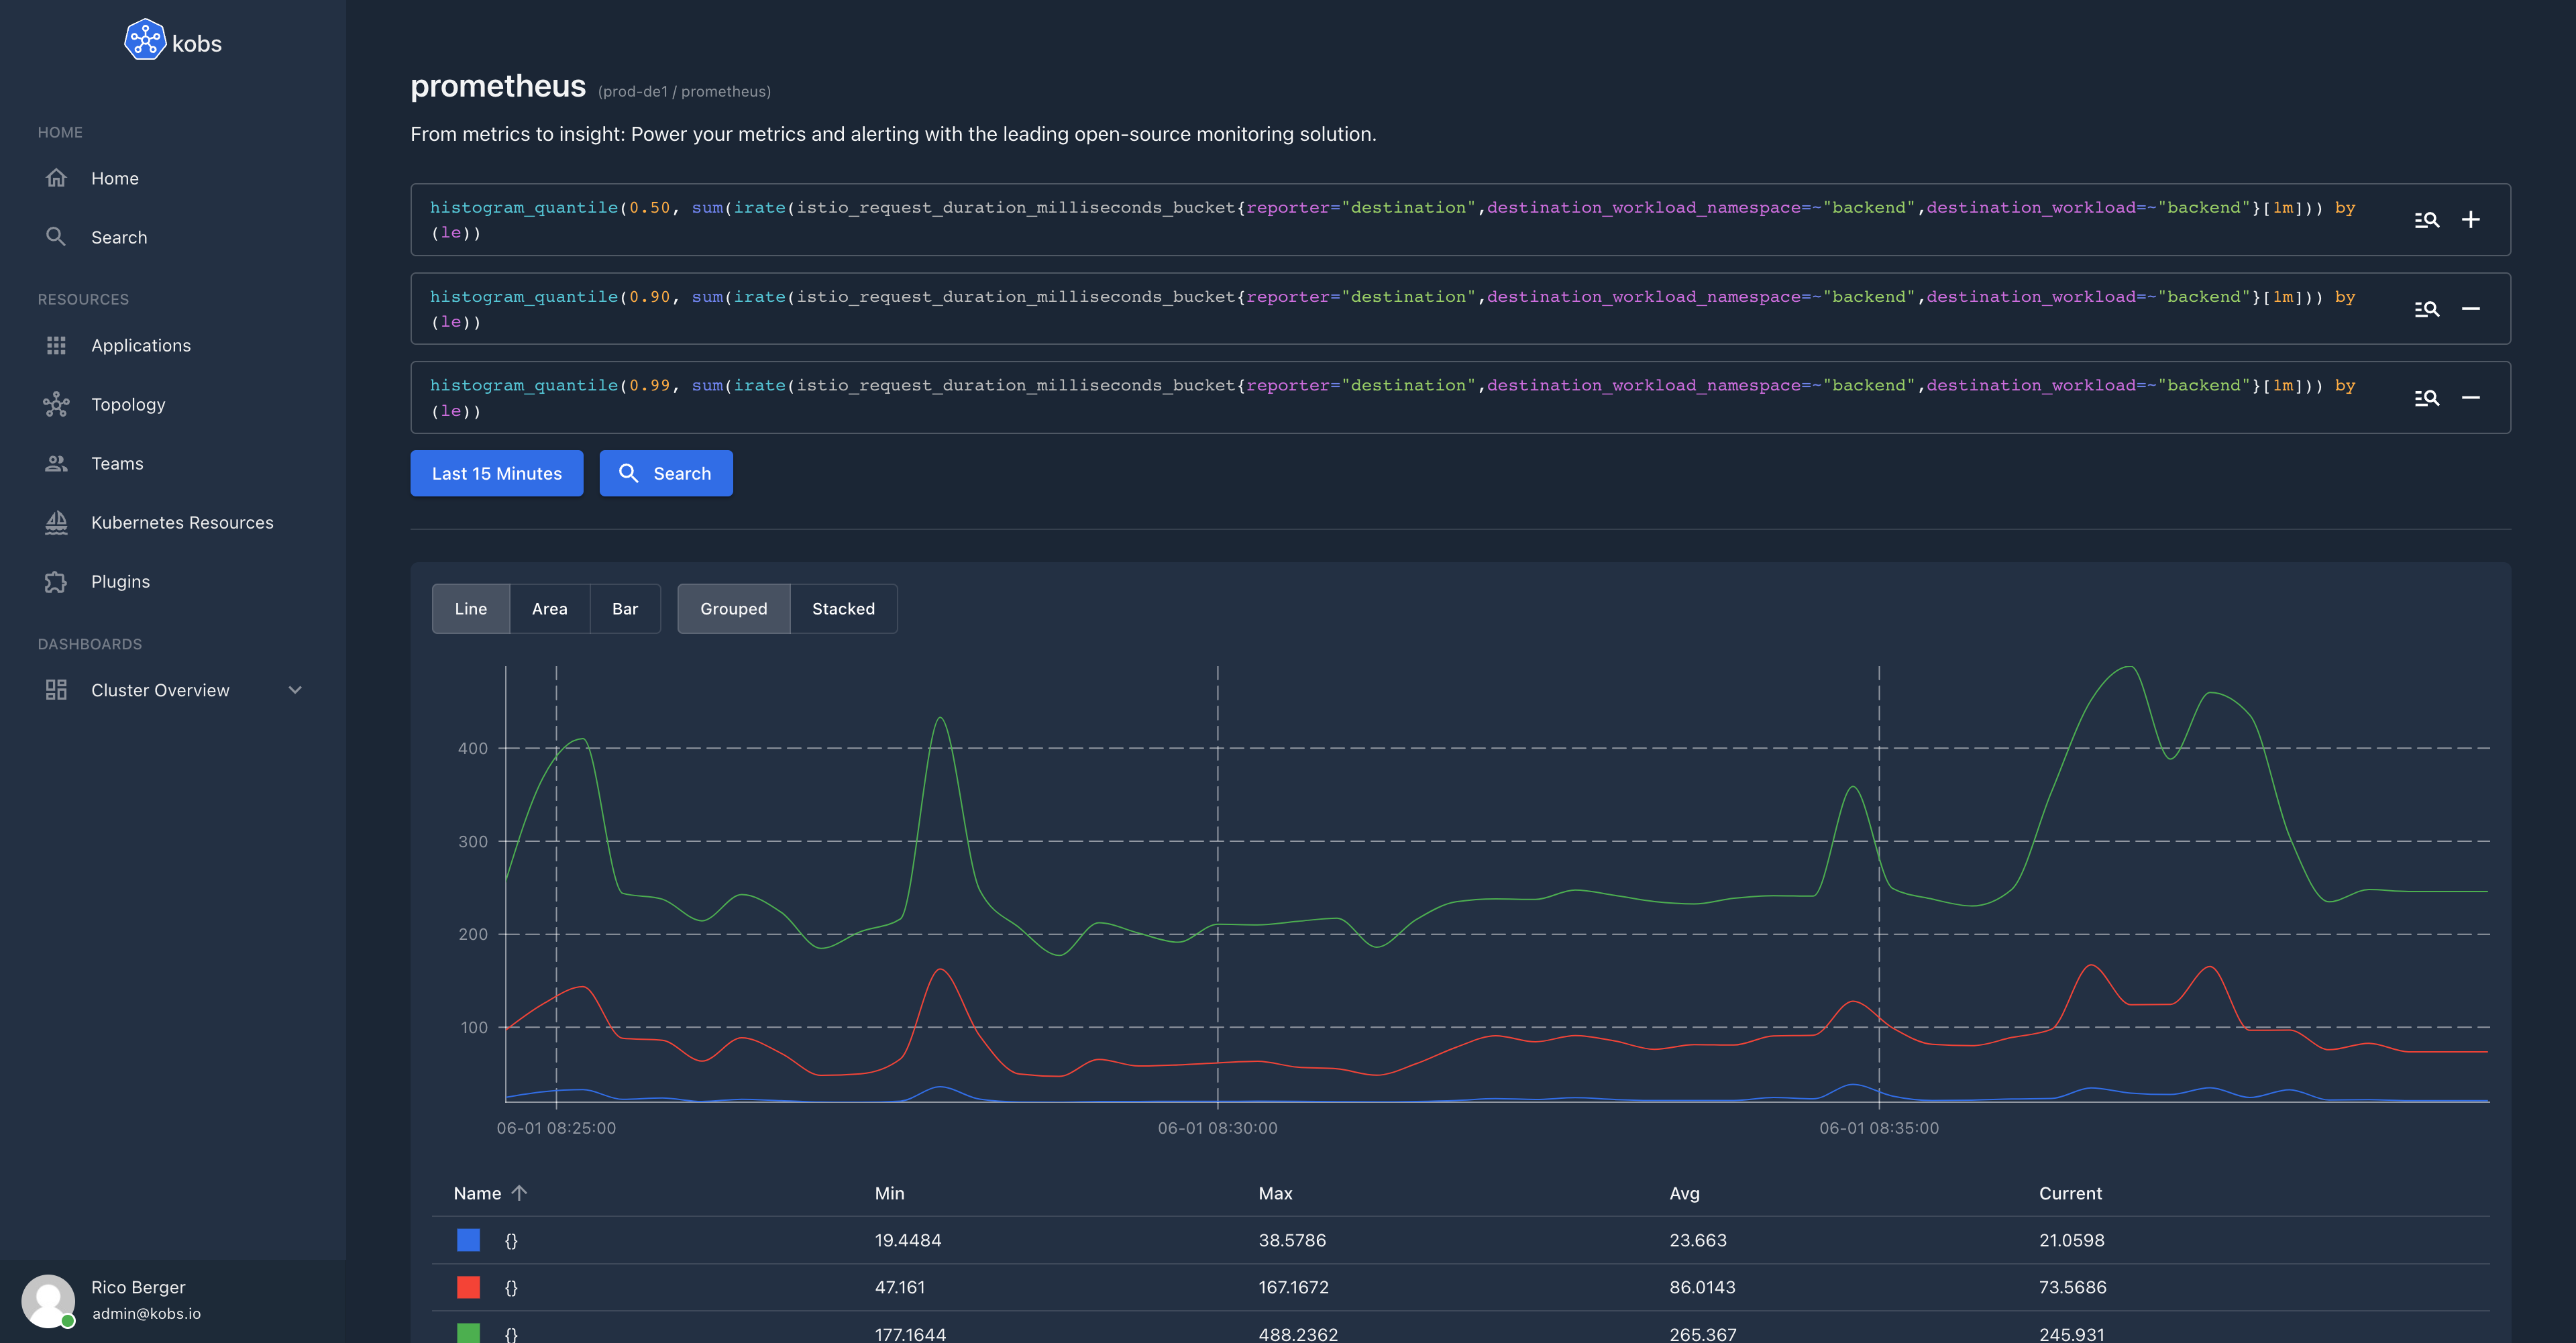 kobs
HOME
Home
Search
RESOURCES
Applications
Topology
Teams
Kubernetes Resources
Plugins
DASHBOARDS
Cluster Overview
Rico Berger
admin@kobs.io
prometheus (prod-de1 / prometheus)
From metrics to insight: Power your metrics and alerting with the leading open-source monitoring solution.
histogram_quantile(0.50, sum(irate(istio_request_duration_milliseconds_bucket{reporter="destination",destination_workload_namespace=~"backend",destination_workload=~"backend"}[1m])) by
(le))
histogram_quantile(0.90, sum(irate(istio_request_duration_milliseconds_bucket{reporter="destination",destination_workload_namespace=~"backend",destination_workload=~"backend"}[1m])) by
(le))
histogram_quantile(0.99, sum(irate(istio_request_duration_milliseconds_bucket{reporter="destination",destination_workload_namespace=~"backend",destination_workload=~"backend"}[1m])) by
(le))
Last 15 Minutes Search
Line Area Bar Grouped Stacked
400
300
200
100
06-01 08:25:00 06-01 08:30:00 06-01 08:35:00
Name Min Max Avg Current
{} 19.4484 38.5786 23.663 21.0598
{} 47.161 167.1672 86.0143 73.5686
{} 177.1644 488.2362 265.367 245.931